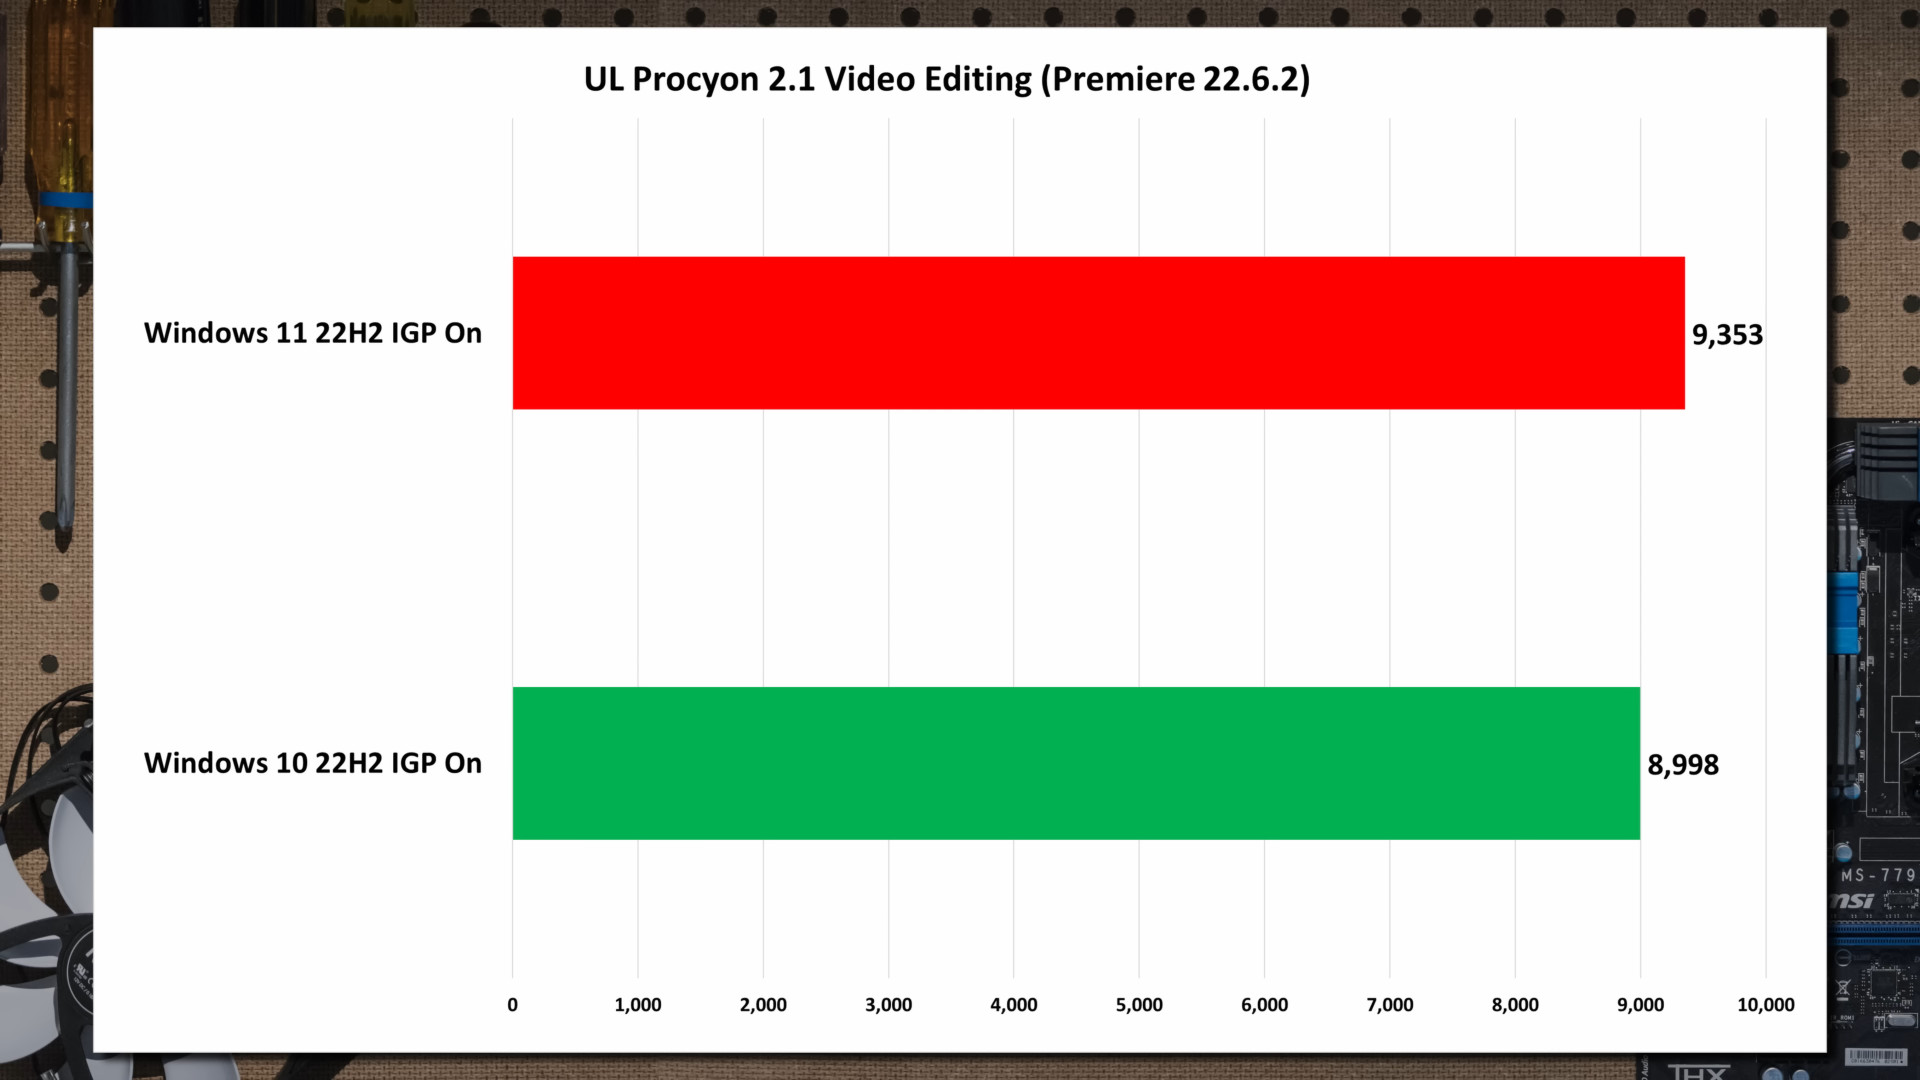 UL Procyon 2.1 Video Editing (Premiere 22.6.2)
Windows 11 22H2 IGP On
9,353
Windows 10 22H2 IGP On
8,998
0 1,000 2,000 3,000 4,000 5,000 6,000 7,000 8,000 9,000 10,000
MS-779
msi
THX